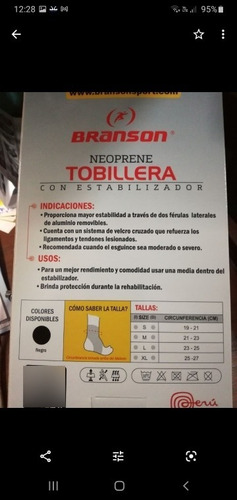 12:28
95%
www.bransonsport.com
BRANSON
NEOPRENE
TOBILLERA
CON ESTABILIZADOR
INDICACIONES:
• Proporciona mayor estabilidad a través de dos férulas laterales
de aluminio removibles.
• Cuenta con un sistema de velcro cruzado que refuerza los
ligamentos y tendones lesionados.
• Recomendada cuando el esguince sea moderado o severo.
USOS:
• Para un mejor rendimiento y comodidad usar una media dentro del
estabilizador.
• Brinda protección durante la rehabilitación.
COLORES
DISPONIBLES
Negro
CÓMO SABER LA TALLA?
TALLAS:
SIZE CIRCUNFERENCIA (CM)
S 19 - 21
M 21 - 23
L 23 - 25
XL 25 - 27
Perú